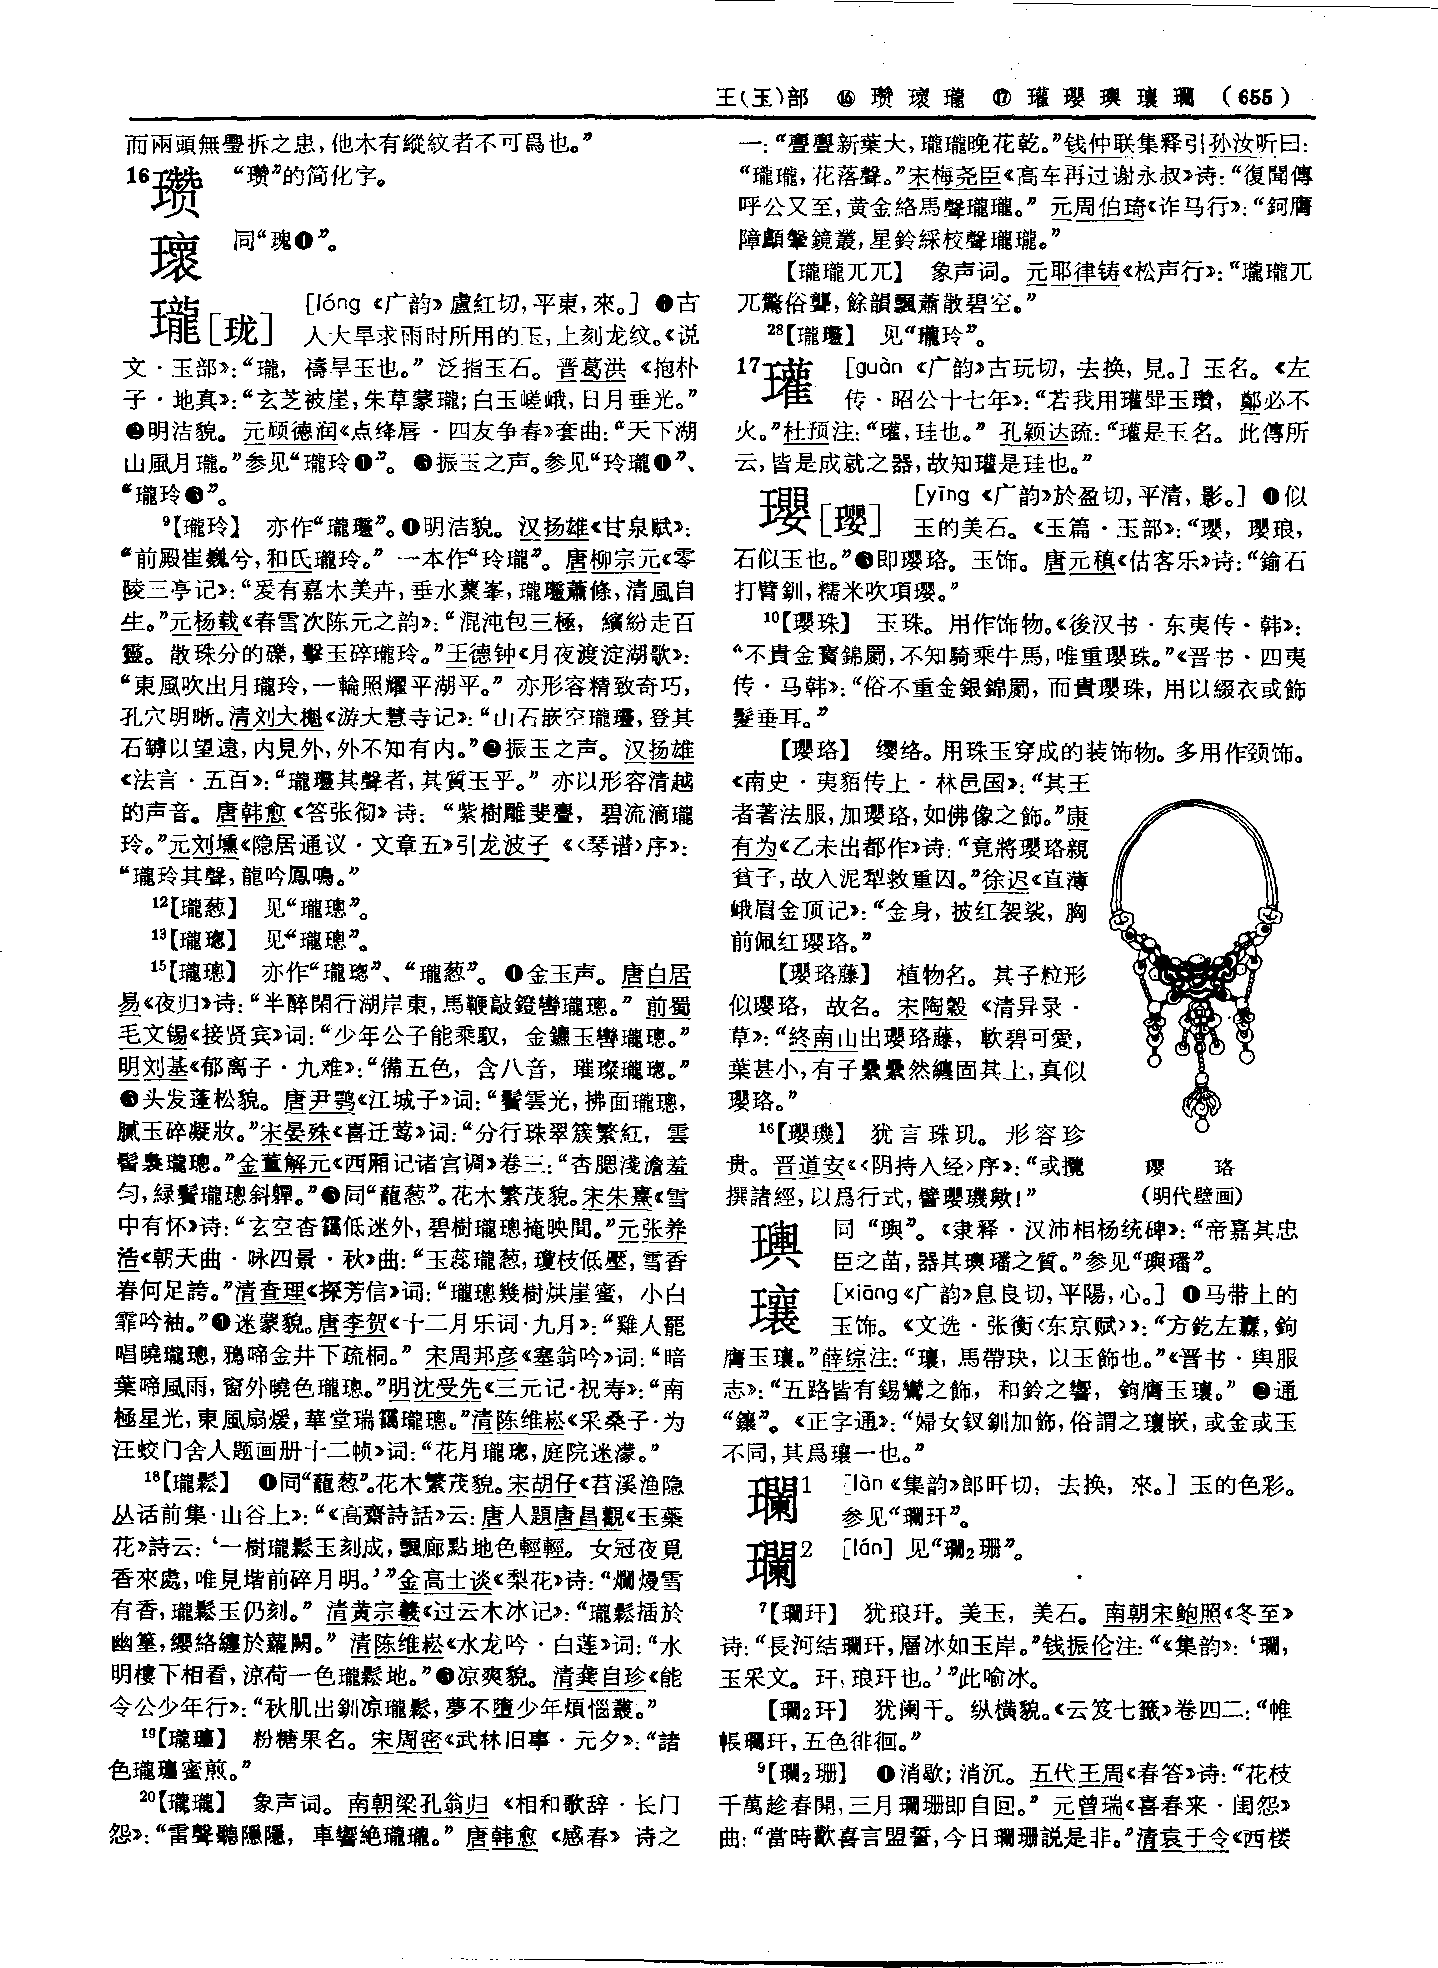 王(玉)部 ⑯ 瓒 瓌 瓏 ⑰ 瓘 瓔 璵 瓖 瓓 (655)
而兩頭無璺拆之患,他木有縱紋者不可爲也。”
16瓒 “瓚”的简化字。
瓌 同“瑰❶”。
瓏[珑] [lóng《广韵》盧紅切,平東,來。] ❶古
人大旱求雨时所用的玉,上刻龙纹。《说
文·玉部》:“瓏,禱旱玉也。” 泛指玉石。晋葛洪《抱朴
子·地真》:“玄芝被崖,朱草蒙瓏;白玉嵯峨,日月垂光。”
❷明洁貌。元顾德润《点绛唇·四友争春》套曲:“天下湖
山風月瓏。”参见“瓏玲❶”。 ❸振玉之声。参见“玲瓏❶”、
“瓏玲❷”。
9【瓏玲】 亦作“瓏璗”。❶明洁貌。汉扬雄《甘泉赋》:
“前殿崔巍兮,和氏瓏玲。” 一本作“玲瓏”。唐柳宗元《零
陵三亭记》:“爰有嘉木美卉,垂水藂峯,瓏璁蕭條,清風自
生。”元杨载《春雪次陈元之韵》:“混沌包三極,繽紛走百
靈。散珠分的礫,擊玉碎瓏玲。”王德钟《月夜渡淀湖歌》:
“東風吹出月瓏玲,一輪照耀平湖平。” 亦形容精致奇巧,
孔穴明晰。清刘大櫆《游大慧寺记》:“山石嵌空瓏玲,登其
石罅以望遠,内見外,外不知有内。”❷振玉之声。汉扬雄
《法言·五百》:“瓏璁其聲者,其質玉乎。” 亦以形容清越
的声音。唐韩愈《答张彻》诗:“紫樹雕斐亹,碧流滴瓏
玲。”元刘壎《隐居通议·文章五》引龙波子《〈琴谱〉序》:
“瓏玲其聲,龍吟鳳鳴。”
12【瓏葱】 见“瓏璁”。
13【瓏璁】 见“瓏璁”。
15【瓏璁】 亦作“瓏璁”、“瓏葱”。❶金玉声。唐白居
易《夜归》诗:“半醉閑行湖岸東,馬鞭敲鐙轡瓏璁。” 前蜀
毛文锡《接贤宾》词:“少年公子能乘馭,金鑣玉轡瓏璁。”
明刘基《郁离子·九难》:“備五色,含八音,璀璨瓏璁。”
❷头发蓬松貌。唐尹鹗《江城子》词:“鬢雲光,拂面瓏璁,
膩玉碎凝妝。”宋晏殊《喜迁莺》词:“分行珠翠簇繁紅,雲
髻裊瓏璁。”金董解元《西厢记诸宫调》卷三:“杏腮淺澹羞
匀,緑鬢瓏璁斜嚲。”❸同“蘢葱”。花木繁茂貌。宋朱熹《雪
中有怀》诗:“玄空杳靄低迷外,碧樹瓏璁掩映間。”元张养
浩《朝天曲·咏四景·秋》曲:“玉蕊瓏葱,瓊枝低壓,雪香
春何足誇。”清查理《探芳信》词:“瓏璁幾樹烘崖蜜,小白
霏吟袖。”❹迷蒙貌。唐李贺《十二月乐词·九月》:“雞人罷
唱曉瓏璁,鴉啼金井下疏桐。” 宋周邦彦《塞翁吟》词:“暗
葉啼風雨,窗外曉色瓏璁。”明沈受先《三元记·祝寿》:“南
極星光,東風扇煖,華堂瑞靄瓏璁。”清陈维崧《采桑子·为
汪蛟门舍人题画册十二帧》词:“花月瓏璁,庭院迷濛。”
18【瓏鬆】 ❶同“蘢葱”。花木繁茂貌。宋胡仔《苕溪渔隐
丛话前集·山谷上》:“《高齋詩話》云:唐人題唐昌觀《玉蘂
花》詩云:‘一樹瓏鬆玉刻成,飄廊點地色輕輕。女冠夜覓
香來處,唯見堦前碎月明。’”金高士谈《梨花》诗:“爛熳雪
有香,瓏鬆玉仍刻。” 清黄宗羲《过云木冰记》:“瓏鬆插於
幽篁,纓絡纏於蘿闕。” 清陈维崧《水龙吟·白莲》词:“水
明樓下相看,涼荷一色瓏鬆地。”❷凉爽貌。清龚自珍《能
令公少年行》:“秋肌出釧凉瓏鬆,夢不墮少年煩惱叢。”
19【瓏瓏】 粉糖果名。宋周密《武林旧事·元夕》:“諸
色瓏纏蜜煎。”
20【瓏瓏】 象声词。南朝梁孔翁归《相和歌辞·长门
怨》:“雷聲聽隱隱,車響絶瓏瓏。” 唐韩愈《感春》诗之
一:“亹亹新葉大,瓏瓏晚花乾。”钱仲联集释引孙汝听曰:
“瓏瓏,花落聲。”宋梅尧臣《高车再过谢永叔》诗:“復聞傳
呼公又至,黄金絡馬聲瓏瓏。” 元周伯琦《诈马行》:“鉤膺
障顱鞶鏡叢,星鈴綵校聲瓏瓏。”
【瓏瓏兀兀】 象声词。元耶律铸《松声行》:“瓏瓏兀
兀驚俗聾,餘韻飄蕭散碧空。”
28【瓏璗】 见“瓏玲”。
17瓘 [guàn《广韵》古玩切,去换,見。] 玉名。《左
传·昭公十七年》:“若我用瓘斝玉瓚,鄭必不
火。”杜预注:“瓘,珪也。” 孔颖达疏:“瓘是玉名。此傳所
云,皆是成就之器,故知瓘是珪也。”
瓔[璎] [yīng《广韵》於盈切,平清,影。] ❶似
玉的美石。《玉篇·玉部》:“瓔,瓔琅,
石似玉也。”❷即瓔珞。玉饰。唐元稹《估客乐》诗:“鍮石
打臂釧,糯米吹項瓔。”
10【瓔珠】 玉珠。用作饰物。《後汉书·东夷传·韩》:
“不貴金寶錦罽,不知騎乘牛馬,唯重瓔珠。”《晋书·四夷
传·马韩》:“俗不重金銀錦罽,而貴瓔珠,用以綴衣或飾
髮垂耳。”
【瓔珞】 缨络。用珠玉穿成的装饰物。多用作颈饰。
《南史·夷貊传上·林邑国》:“其王
者著法服,加瓔珞,如佛像之飾。”康
有为《乙未出都作》诗:“竟將瓔珞親
貧子,故入泥犁救重囚。”徐迟《直薄
峨眉金顶记》:“金身,披红袈裟,胸
前佩红瓔珞。”
【瓔珞藤】 植物名。其子粒形
似瓔珞,故名。宋陶穀《清异录·
草》:“終南山出瓔珞藤,軟碧可愛,
葉甚小,有子纍纍然纏固其上,真似
瓔珞。”
16【瓔璣】 犹言珠玑。形容珍
贵。晋道安《〈阴持入经〉序》:“或攬
撰諸經,以爲行式,譬瓔璣歟!”
瓔 珞
(明代壁画)
璵 同“璵”。《隶释·汉沛相杨统碑》:“帝嘉其忠
臣之苗,器其璵璠之質。”参见“璵璠”。
瓖 [xiāng《广韵》息良切,平陽,心。] ❶马带上的
玉饰。《文选·张衡〈东京赋〉》:“方釳左纛,鉤
膺玉瓖。”薛综注:“瓖,馬帶玦,以玉飾也。”《晋书·舆服
志》:“五路皆有錫鸞之飾,和鈴之響,鉤膺玉瓖。” ❷通
“鑲”。《正字通》:“婦女釵釧加飾,俗謂之瓖嵌,或金或玉
不同,其爲瓖一也。”
瓓1 [làn《集韵》郎旰切,去换,來。] 玉的色彩。
参见“瓓玕”。
瓓2 [lán] 见“瓓2珊”。
7【瓓玕】 犹琅玕。美玉,美石。南朝宋鲍照《冬至》
诗:“長河結瓓玕,層冰如玉岸。”钱振伦注:“《集韵》:‘瓓,
玉采文。玕,琅玕也。’”此喻冰。
【瓓2玕】 犹阑干。纵横貌。《云笈七籤》卷四二:“帷
帳瓓玕,五色徘徊。”
9【瓓2珊】 ❶消歇;消沉。五代王周《春答》诗:“花枝
千萬趁春開,三月瓓珊即自回。” 元曾瑞《喜春来·闺怨》
曲:“當時歡喜言盟誓,今日瓓珊説是非。”清袁于令《西楼